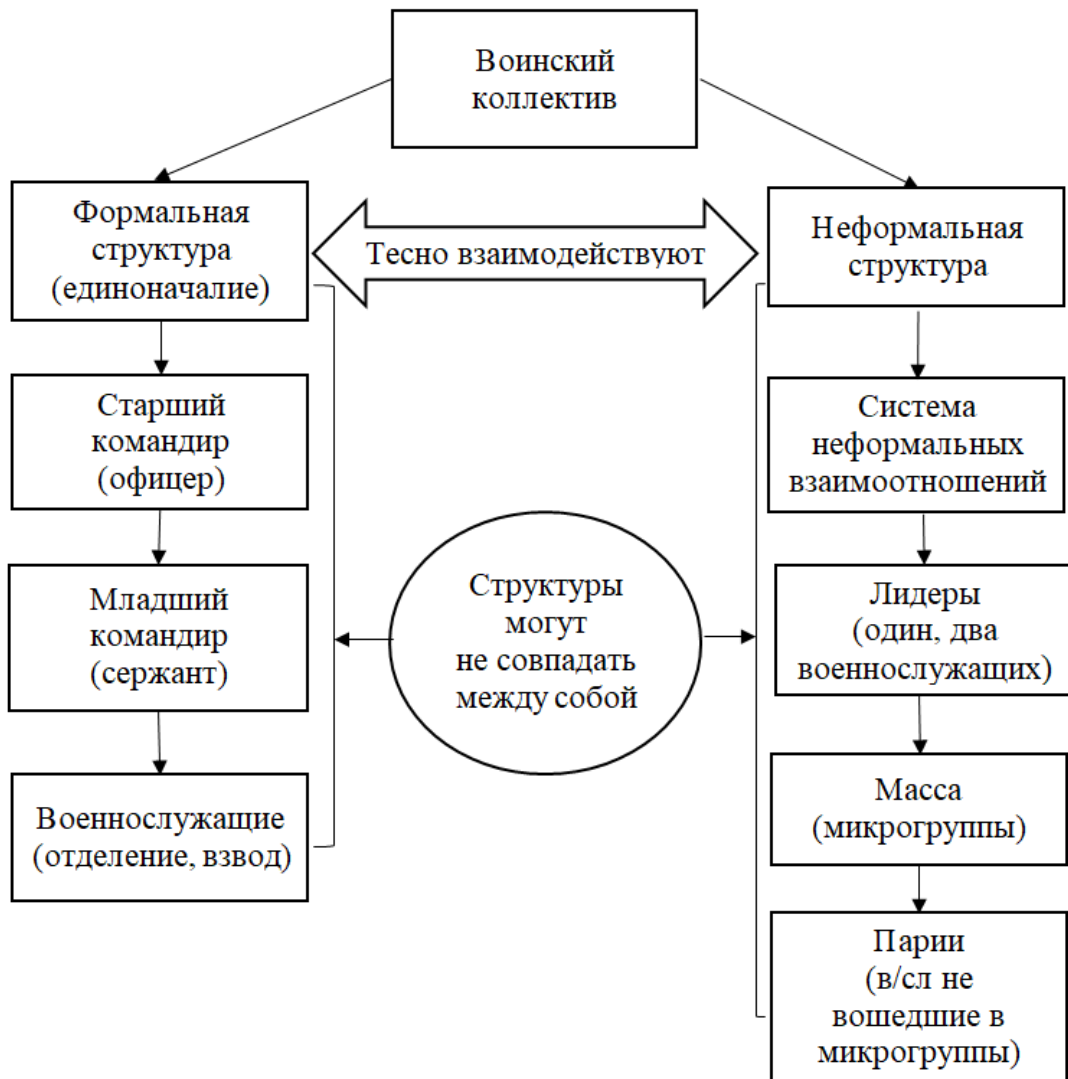 Воинский
коллектив
Формальная
структура
(единоначалие)
Тесно взаимодействуют
Неформальная
структура
Старший
командир
(офицер)
Система
неформальных
взаимоотношений
Младший
командир
(сержант)
Структуры
могут
не совпадать
между собой
Лидеры
(один, два
военнослужащих)
Военнослужащие
(отделение, взвод)
Масса
(микрогруппы)
Парии
(в/сл не
вошедшие в
микрогруппы)